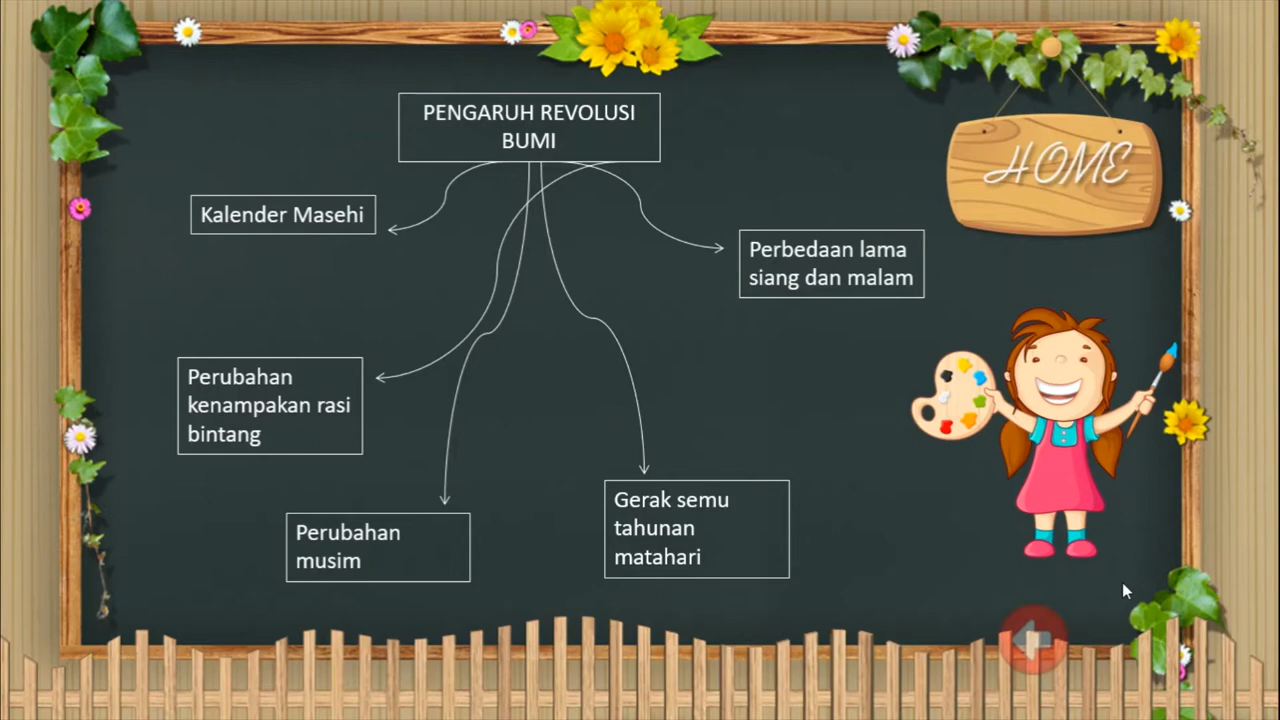 PENGARUH REVOLUSI
BUMI
HOME
Kalender Masehi
Perbedaan lama
siang dan malam
Perubahan
kenampakan rasi
bintang
Gerak semu
tahunan
matahari
Perubahan
musim